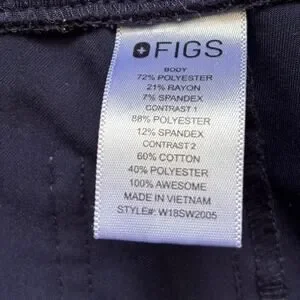 FIGS
BODY
72% POLYESTER
21% RAYON
7% SPANDEX
CONTRAST 1
88% POLYESTER
12% SPANDEX
CONTRAST 2
60% COTTON
40% POLYESTER
100% AWESOME
MADE IN VIETNAM
STYLE#: W18SW2005